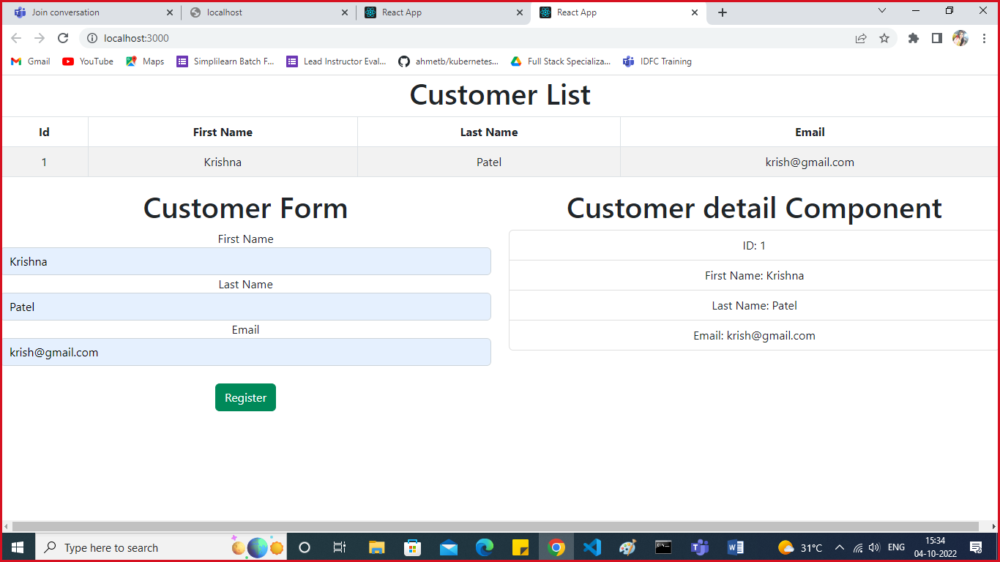 Join conversation localhost React App React App
localhost:3000
Gmail YouTube Maps Simplilearn Batch F... Lead Instructor Eval... ahmetb/kubernetes... Full Stack Specializa... IDFC Training
Customer List
Id First Name Last Name Email
1 Krishna Patel krish@gmail.com
Customer Form
First Name
Krishna
Last Name
Patel
Email
krish@gmail.com
Register
Customer detail Component
ID: 1
First Name: Krishna
Last Name: Patel
Email: krish@gmail.com
Type here to search 31°C ENG 15:34
04-10-2022